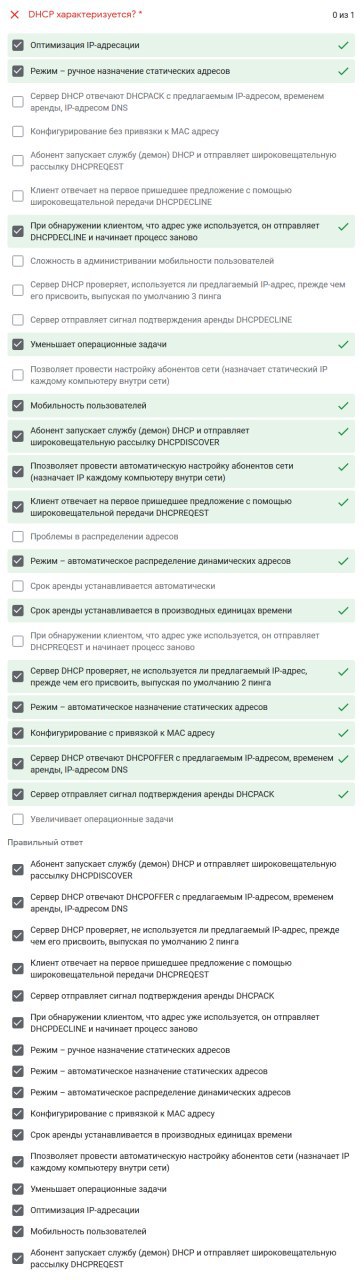 DHCP характеризуется? *
0 из 1
Оптимизация IP-адресации
Режим – ручное назначение статических адресов
Сервер DHCP отвечают DHCPACK с предлагаемым IP-адресом, временем
аренды, IP-адресом DNS
Конфигурирование без привязки к MAC адресу
Абонент запускает службу (демон) DHCP и отправляет широковещательную
рассылку DHCPREQEST
Клиент отвечает на первое пришедшее предложение с помощью
широковещательной передачи DHCPDECLINE
При обнаружении клиентом, что адрес уже используется, он отправляет
DHCPDECLINE и начинает процесс заново
Сложность в администрировании мобильности пользователей
Сервер DHCP проверяет, используется ли предлагаемый IP-адрес, прежде чем
его присвоить, выпуская по умолчанию 3 пинга
Сервер отправляет сигнал подтверждения аренды DHCPDECLINE
Уменьшает операционные задачи
Позволяет провести настройку абонентов сети (назначает статический IP
каждому компьютеру внутри сети)
Мобильность пользователей
Абонент запускает службу (демон) DHCP и отправляет
широковещательную рассылку DHCPDISCOVER
Ппозволяет провести автоматическую настройку абонентов сети
(назначает IP каждому компьютеру внутри сети)
Клиент отвечает на первое пришедшее предложение с помощью
широковещательной передачи DHCPREQEST
Проблемы в распределении адресов
Режим – автоматическое распределение динамических адресов
Срок аренды устанавливается автоматически
Срок аренды устанавливается в производных единицах времени
При обнаружении клиентом, что адрес уже используется, он отправляет
DHCPREQEST и начинает процесс заново
Сервер DHCP проверяет, не используется ли предлагаемый IP-адрес,
прежде чем его присвоить, выпуская по умолчанию 2 пинга
Режим – автоматическое назначение статических адресов
Конфигурирование с привязкой к MAC адресу
Сервер DHCP отвечают DHCPOFFER с предлагаемым IP-адресом, временем
аренды, IP-адресом DNS
Сервер отправляет сигнал подтверждения аренды DHCPACK
Увеличивает операционные задачи
Правильный ответ
Абонент запускает службу (демон) DHCP и отправляет широковещательную
рассылку DHCPDISCOVER
Сервер DHCP отвечают DHCPOFFER с предлагаемым IP-адресом, временем
аренды, IP-адресом DNS
Сервер DHCP проверяет, не используется ли предлагаемый IP-адрес, прежде
чем его присвоить, выпуская по умолчанию 2 пинга
Клиент отвечает на первое пришедшее предложение с помощью
широковещательной передачи DHCPREQEST
Сервер отправляет сигнал подтверждения аренды DHCPACK
При обнаружении клиентом, что адрес уже используется, он отправляет
DHCPDECLINE и начинает процесс заново
Режим – ручное назначение статических адресов
Режим – автоматическое назначение статических адресов
Режим – автоматическое распределение динамических адресов
Конфигурирование с привязкой к MAC адресу
Срок аренды устанавливается в производных единицах времени
Ппозволяет провести автоматическую настройку абонентов сети (назначает IP
каждому компьютеру внутри сети)
Уменьшает операционные задачи
Оптимизация IP-адресации
Мобильность пользователей
Абонент запускает службу (демон) DHCP и отправляет широковещательную
рассылку DHCPREQEST